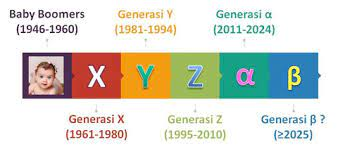 Baby Boomers
(1946-1960)
Generasi Y
(1981-1994)
Generasi α
(2011-2024)
X
Y
Z
α
β
Generasi X
(1961-1980)
Generasi Z
(1995-2010)
Generasi β ?
(≥2025)